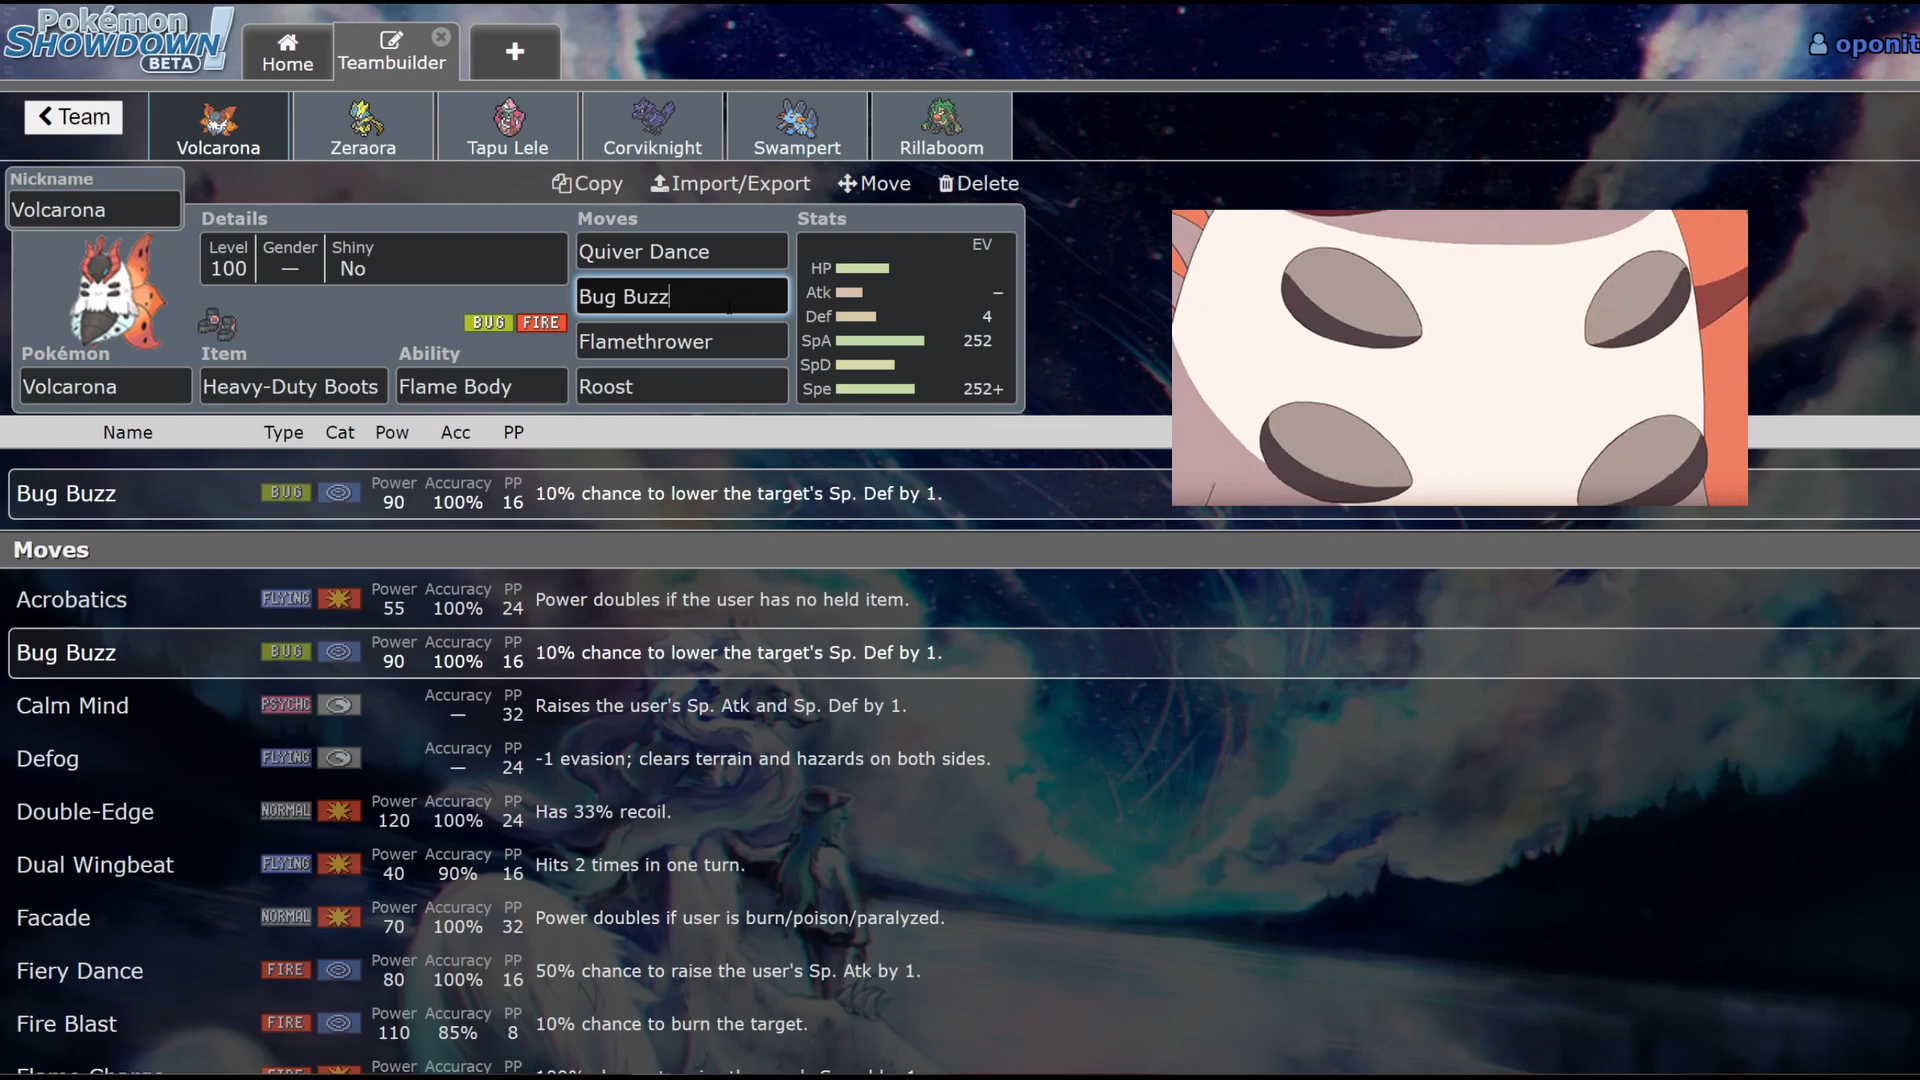 Pokémon
SHOWDOWN!
BETA
Home
Teambuilder
oponit
Team
Volcarona
Zeraora
Tapu Lele
Corviknight
Swampert
Rillaboom
Nickname
Volcarona
Copy Import/Export Move Delete
Details
Level Gender Shiny
100 — No
BUG FIRE
Pokémon Item Ability
Volcarona Heavy-Duty Boots Flame Body
Moves
Quiver Dance
Bug Buzz
Flamethrower
Roost
Stats
EV
HP
Atk –
Def 4
SpA 252
SpD
Spe 252+
Name Type Cat Pow Acc PP
Bug Buzz BUG Power 90 Accuracy 100% PP 16 10% chance to lower the target's Sp. Def by 1.
Moves
Acrobatics FLYING Power 55 Accuracy 100% PP 24 Power doubles if the user has no held item.
Bug Buzz BUG Power 90 Accuracy 100% PP 16 10% chance to lower the target's Sp. Def by 1.
Calm Mind PSYCHC Accuracy — PP 32 Raises the user's Sp. Atk and Sp. Def by 1.
Defog FLYING Accuracy — PP 24 -1 evasion; clears terrain and hazards on both sides.
Double-Edge NORMAL Power 120 Accuracy 100% PP 24 Has 33% recoil.
Dual Wingbeat FLYING Power 40 Accuracy 90% PP 16 Hits 2 times in one turn.
Facade NORMAL Power 70 Accuracy 100% PP 32 Power doubles if user is burn/poison/paralyzed.
Fiery Dance FIRE Power 80 Accuracy 100% PP 16 50% chance to raise the user's Sp. Atk by 1.
Fire Blast FIRE Power 110 Accuracy 85% PP 8 10% chance to burn the target.
Power Accuracy PP